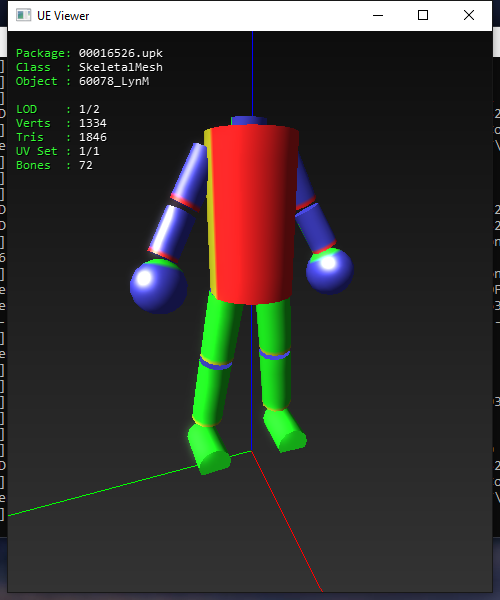 UE Viewer
Package: 00016526.upk
Class  : SkeletalMesh
Object : 60078_LynM
LOD    : 1/2
Verts  : 1334
Tris   : 1846
UV Set : 1/1
Bones  : 72